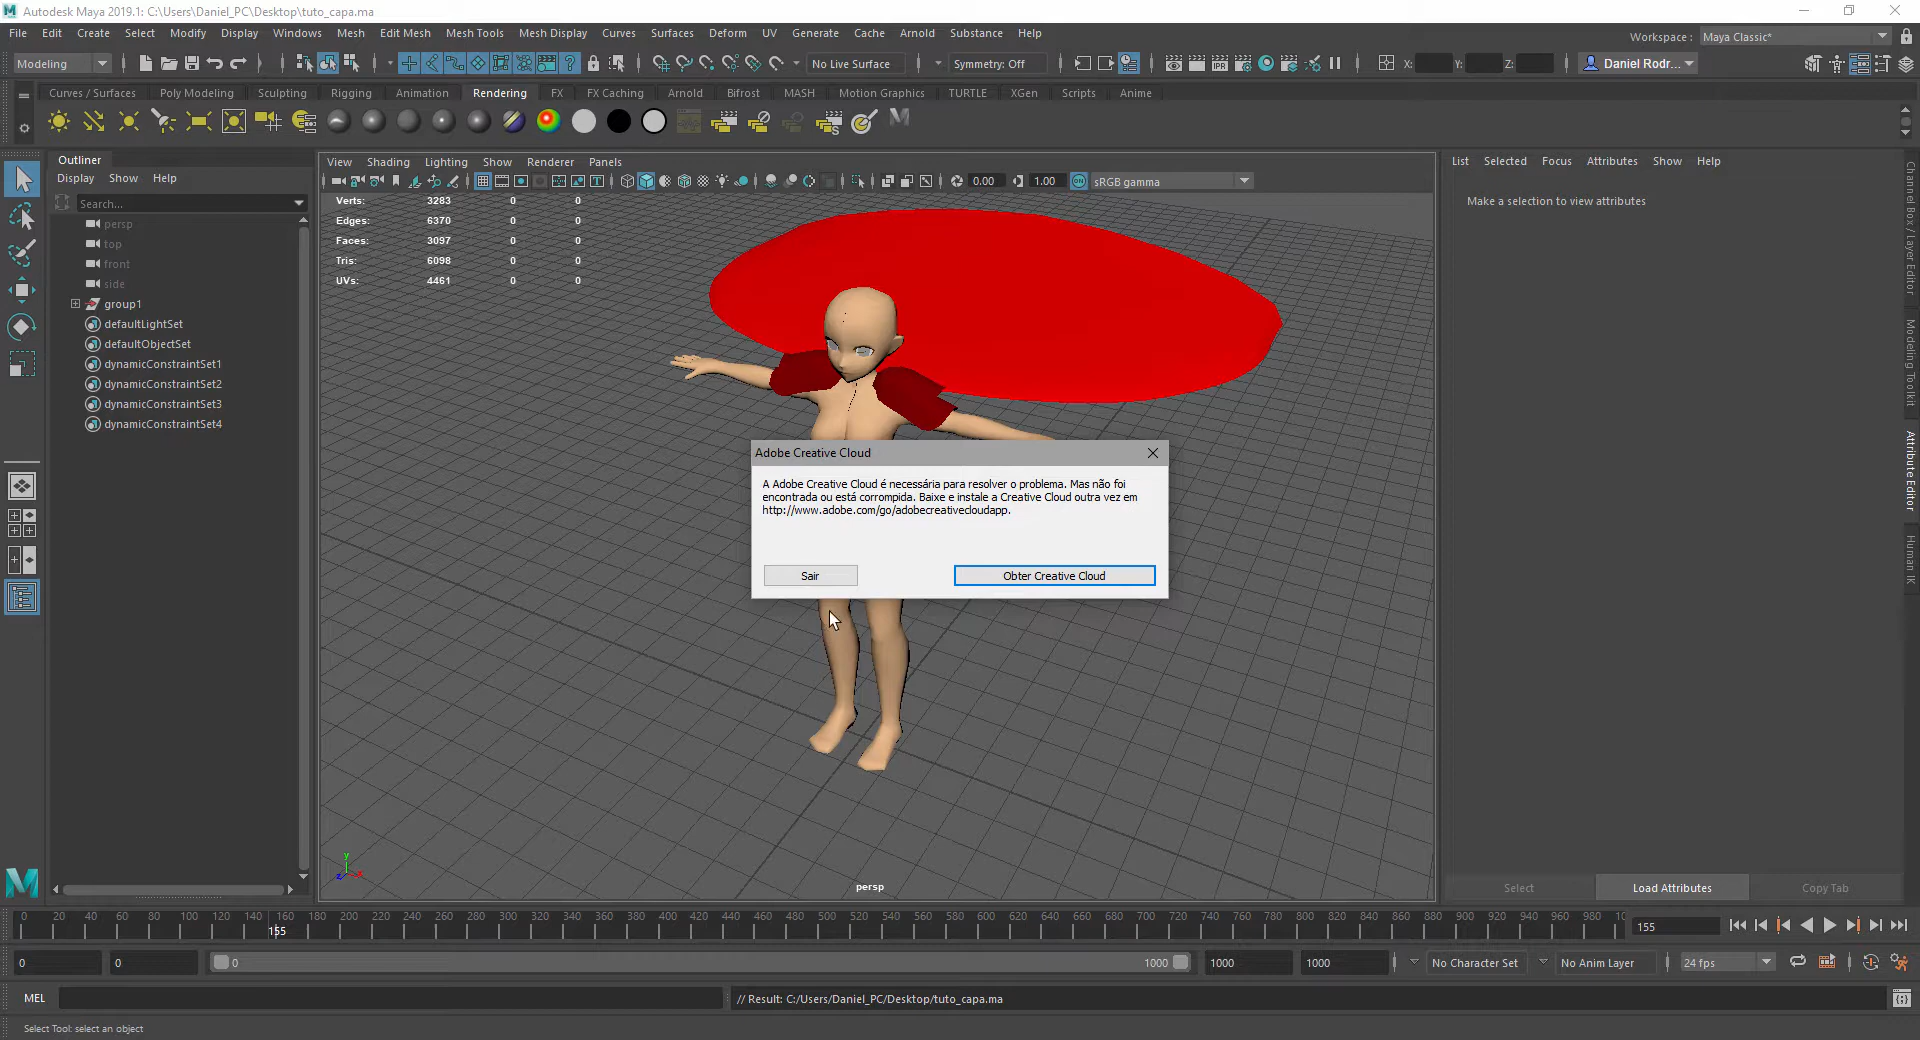 Autodesk Maya 2019.1: C:\Users\Daniel_PC\Desktop\tuto_capa.ma
File Edit Create Select Modify Display Windows Mesh Edit Mesh Mesh Tools Mesh Display Curves Surfaces Deform UV Generate Cache Arnold Substance Help
Workspace : Maya Classic*
Modeling No Live Surface Symmetry: Off X: Y: Z: Daniel Rodr...
Curves / Surfaces Poly Modeling Sculpting Rigging Animation Rendering FX FX Caching Arnold Bifrost MASH Motion Graphics TURTLE XGen Scripts Anime
Outliner
Display Show Help
Search...
persp
top
front
side
group1
defaultLightSet
defaultObjectSet
dynamicConstraintSet1
dynamicConstraintSet2
dynamicConstraintSet3
dynamicConstraintSet4
View Shading Lighting Show Renderer Panels
0.00 1.00 sRGB gamma
Verts: 3283 0 0
Edges: 6370 0 0
Faces: 3097 0 0
Tris: 6098 0 0
UVs: 4461 0 0
Adobe Creative Cloud
A Adobe Creative Cloud é necessária para resolver o problema. Mas não foi
encontrada ou está corrompida. Baixe e instale a Creative Cloud outra vez em
http://www.adobe.com/go/adobecreativecloudapp.
Sair Obter Creative Cloud
persp
List Selected Focus Attributes Show Help
Make a selection to view attributes
Channel Box / Layer Editor
Modeling Toolkit
Attribute Editor
Human IK
Select Load Attributes Copy Tab
0 20 40 60 80 100 120 140 160 180 200 220 240 260 280 300 320 340 360 380 400 420 440 460 480 500 520 540 560 580 600 620 640 660 680 700 720 740 760 780 800 820 840 860 880 900 920 940 960 980 10
155
155
0 0 0 1000 1000 1000 No Character Set No Anim Layer 24 fps
MEL // Result: C:/Users/Daniel_PC/Desktop/tuto_capa.ma
Select Tool: select an object